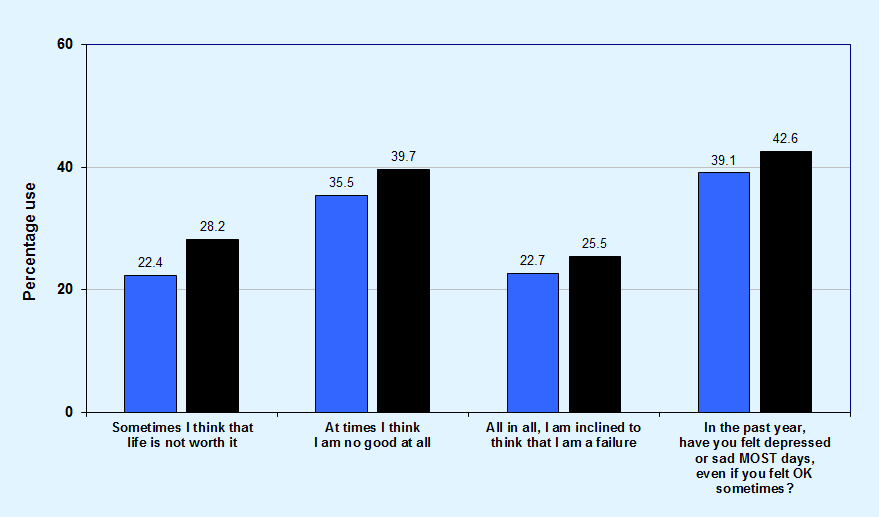 60
40
20
0
Percentage use
22.4
28.2
35.5
39.7
22.7
25.5
39.1
42.6
Sometimes I think that
life is not worth it
At times I think
I am no good at all
All in all, I am inclined to
think that I am a failure
In the past year,
have you felt depressed
or sad MOST days,
even if you felt OK
sometimes?